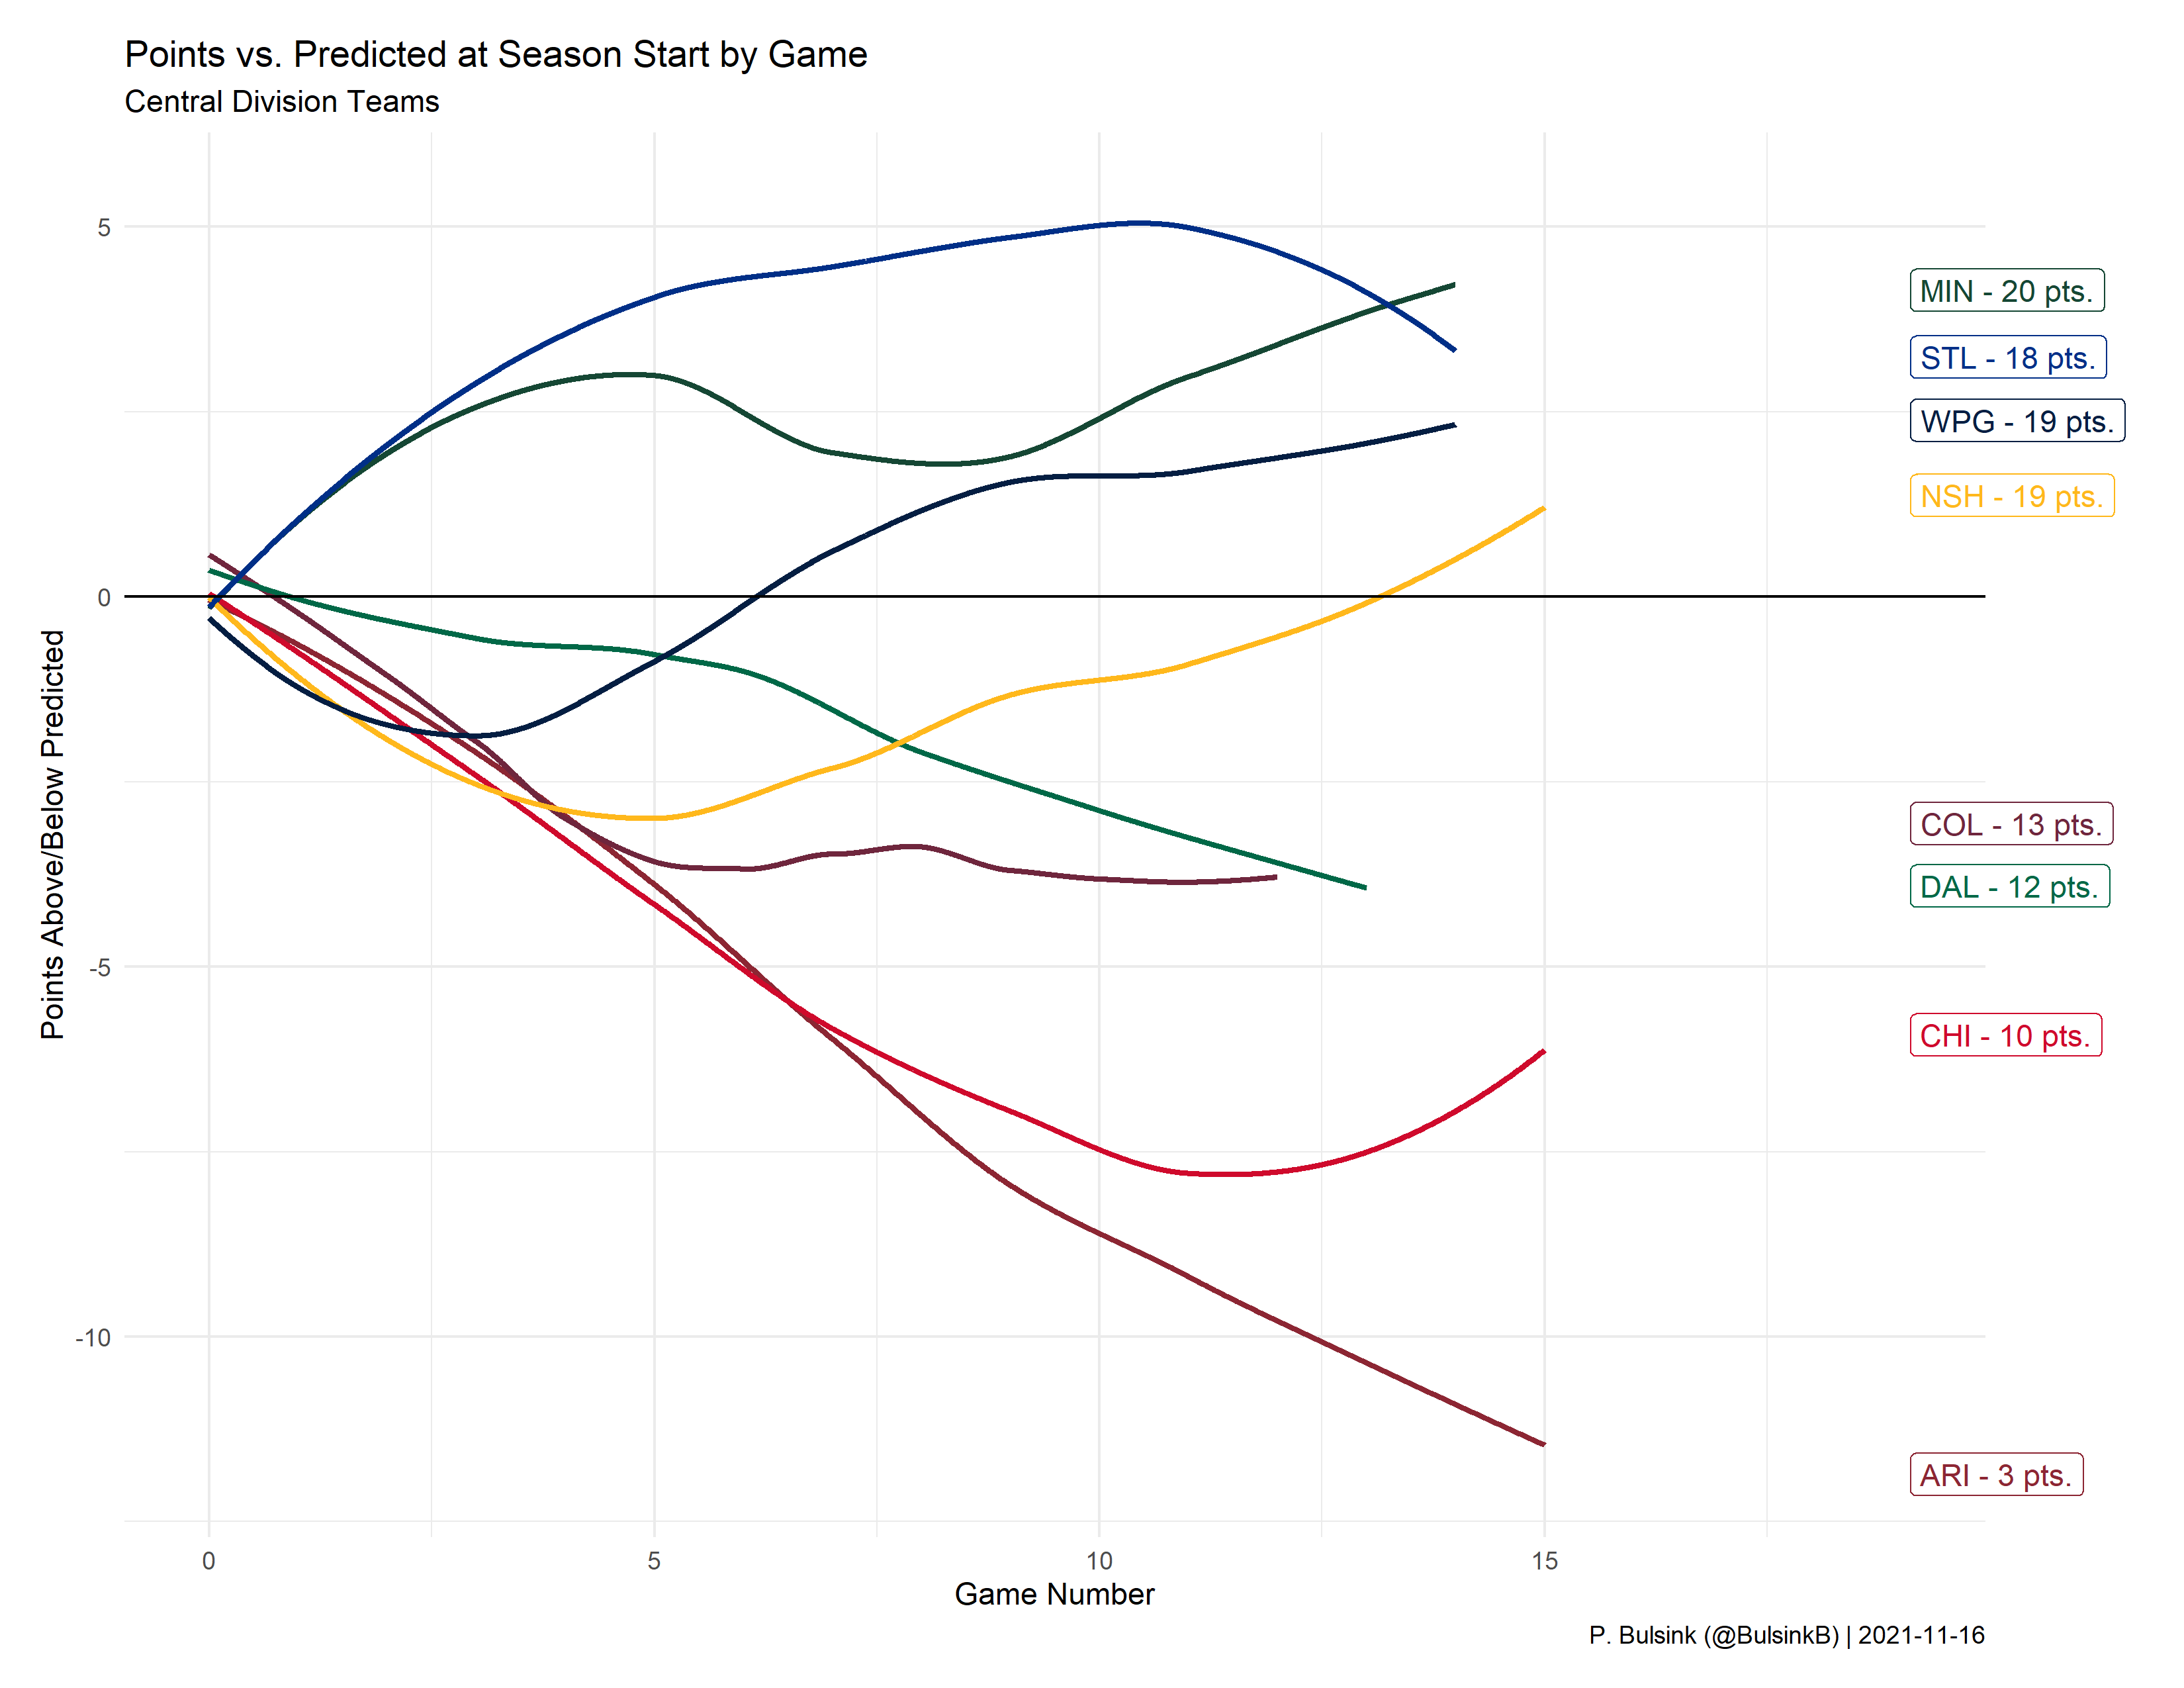 Points vs. Predicted at Season Start by Game
Central Division Teams
Points Above/Below Predicted
5
0
-5
-10
MIN - 20 pts.
STL - 18 pts.
WPG - 19 pts.
NSH - 19 pts.
COL - 13 pts.
DAL - 12 pts.
CHI - 10 pts.
ARI - 3 pts.
0 5 10 15
Game Number
P. Bulsink (@BulsinkB) | 2021-11-16